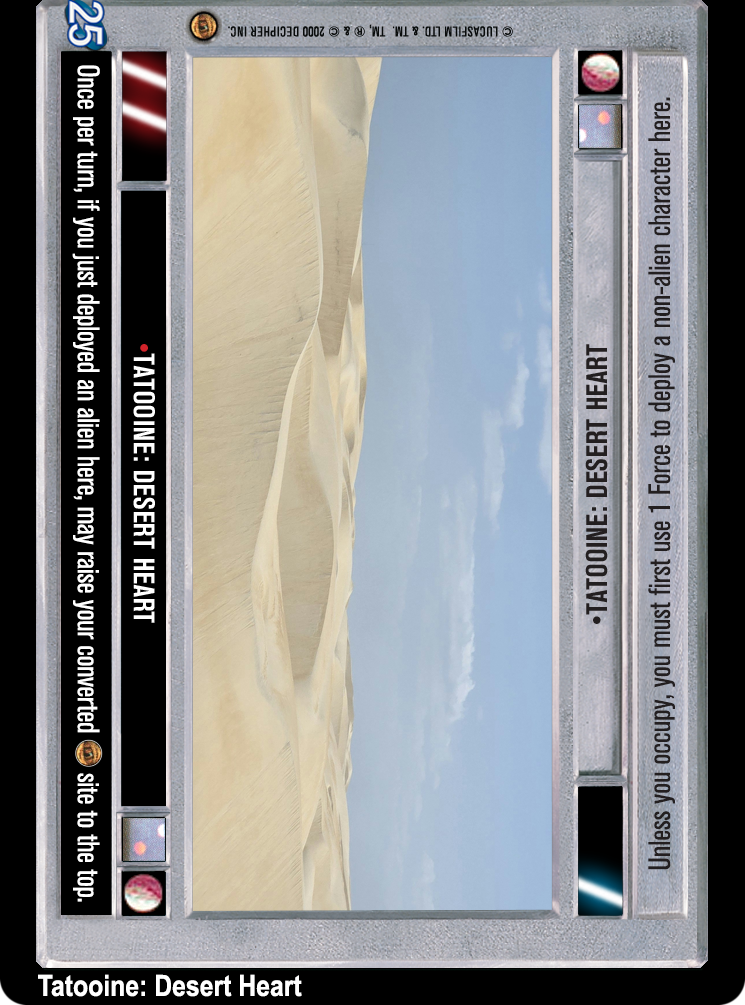 25
© LUCASFILM LTD. ™. TM, ® & © 2000 DECIPHER INC.
Once per turn, if you just deployed an alien here, may raise your converted site to the top.
•TATOOINE: DESERT HEART
•TATOOINE: DESERT HEART
Unless you occupy, you must first use 1 Force to deploy a non-alien character here.
Tatooine: Desert Heart